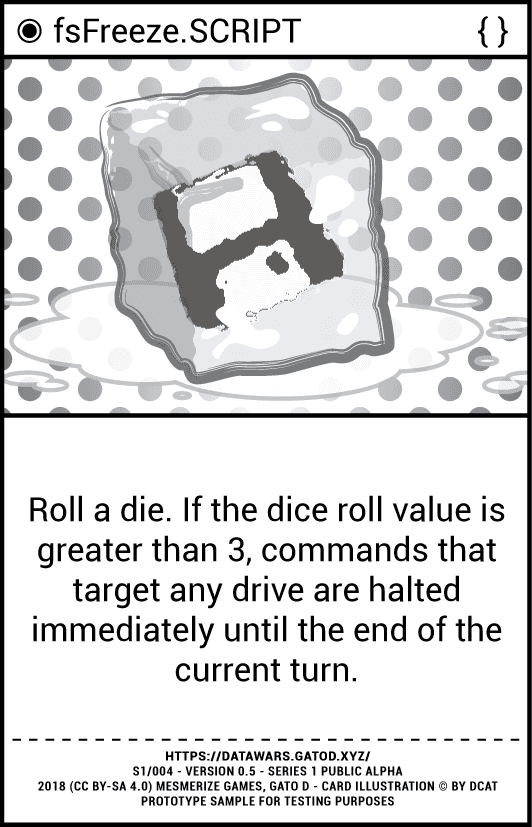 fsFreeze.SCRIPT { }
Roll a die. If the dice roll value is
greater than 3, commands that
target any drive are halted
immediately until the end of the
current turn.
HTTPS://DATAWARS.GATOD.XYZ/
S1/004 - VERSION 0.5 - SERIES 1 PUBLIC ALPHA
2018 (CC BY-SA 4.0) MESMERIZE GAMES, GATO D - CARD ILLUSTRATION © BY DCAT
PROTOTYPE SAMPLE FOR TESTING PURPOSES